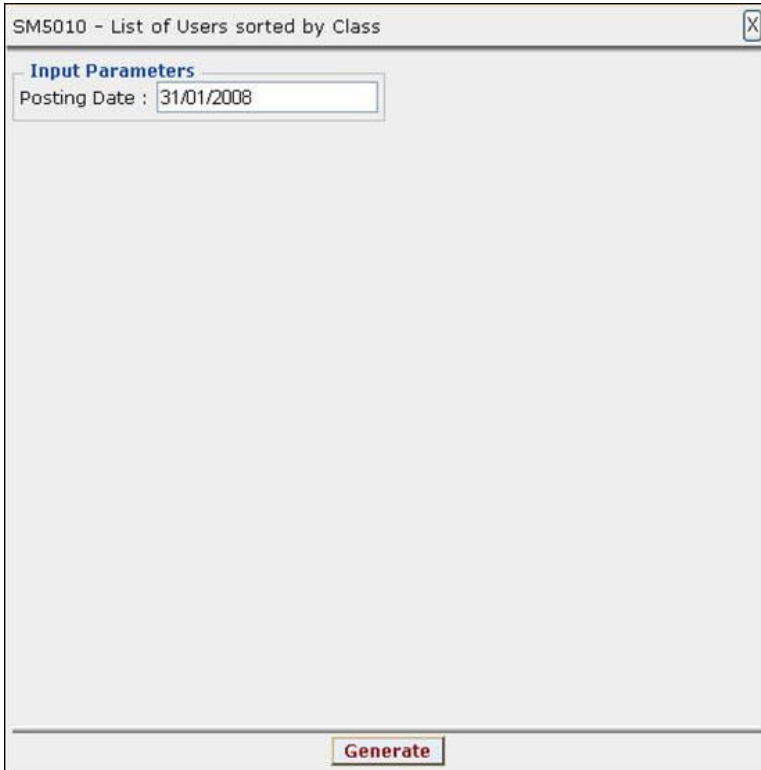 SM5010 - List of Users sorted by Class
X
Input Parameters
Posting Date : 31/01/2008
Generate